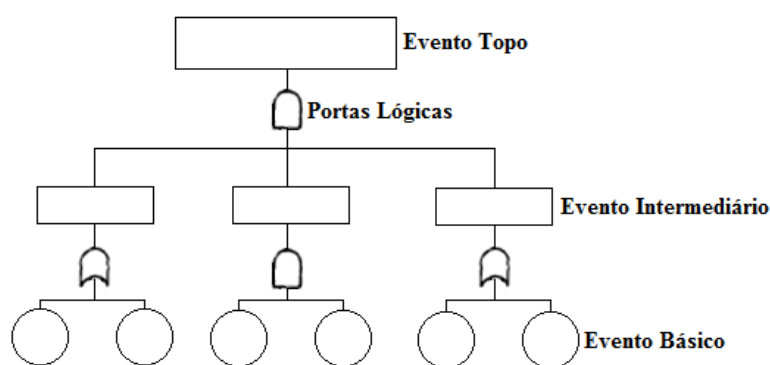 Evento Topo
Portas Lógicas
Evento Intermediário
Evento Básico